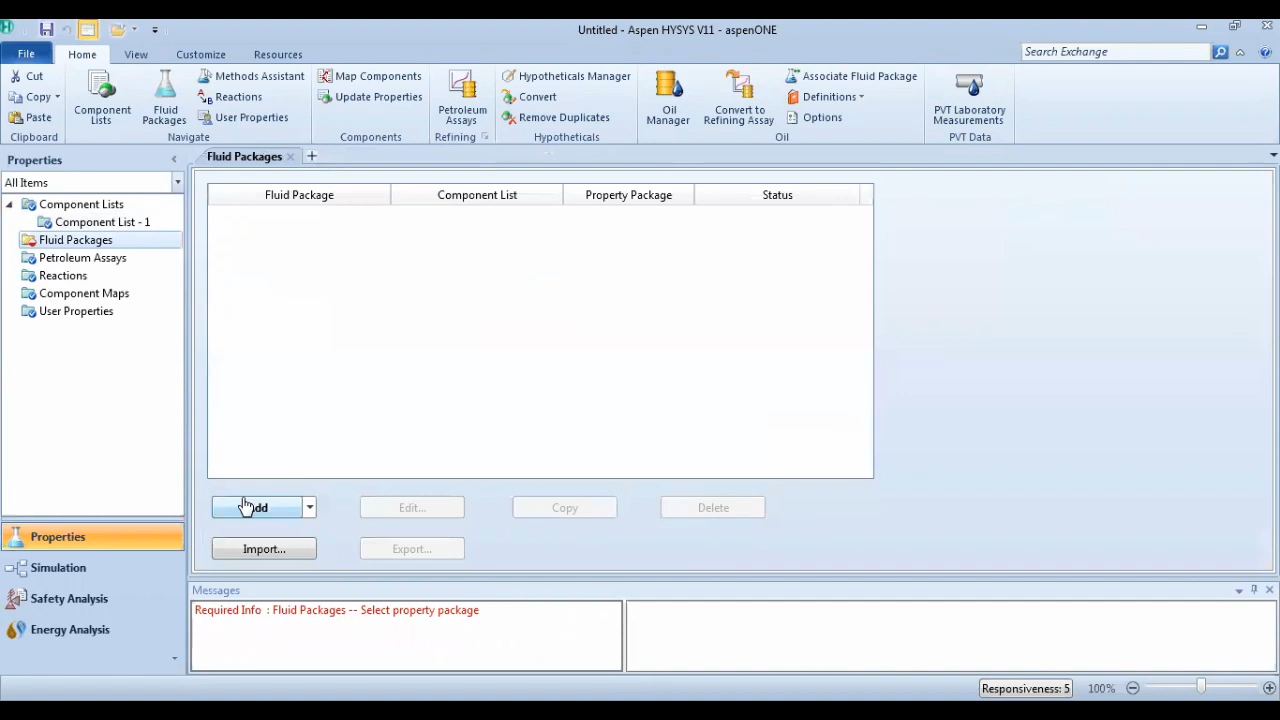 Untitled - Aspen HYSYS V11 - aspenONE
File Home View Customize Resources Search Exchange
Cut
Copy
Paste
Clipboard
Component Lists
Fluid Packages
Methods Assistant
Reactions
User Properties
Navigate
Map Components
Update Properties
Components
Petroleum Assays
Refining
Hypotheticals Manager
Convert
Remove Duplicates
Hypotheticals
Oil Manager
Convert to Refining Assay
Associate Fluid Package
Definitions
Options
Oil
PVT Laboratory Measurements
PVT Data
Properties
All Items
Component Lists
Component List - 1
Fluid Packages
Petroleum Assays
Reactions
Component Maps
User Properties
Properties
Simulation
Safety Analysis
Energy Analysis
Fluid Packages
Fluid Package Component List Property Package Status
Edit... Copy Delete
Import... Export...
Messages
Required Info : Fluid Packages -- Select property package
Responsiveness: 5 100%